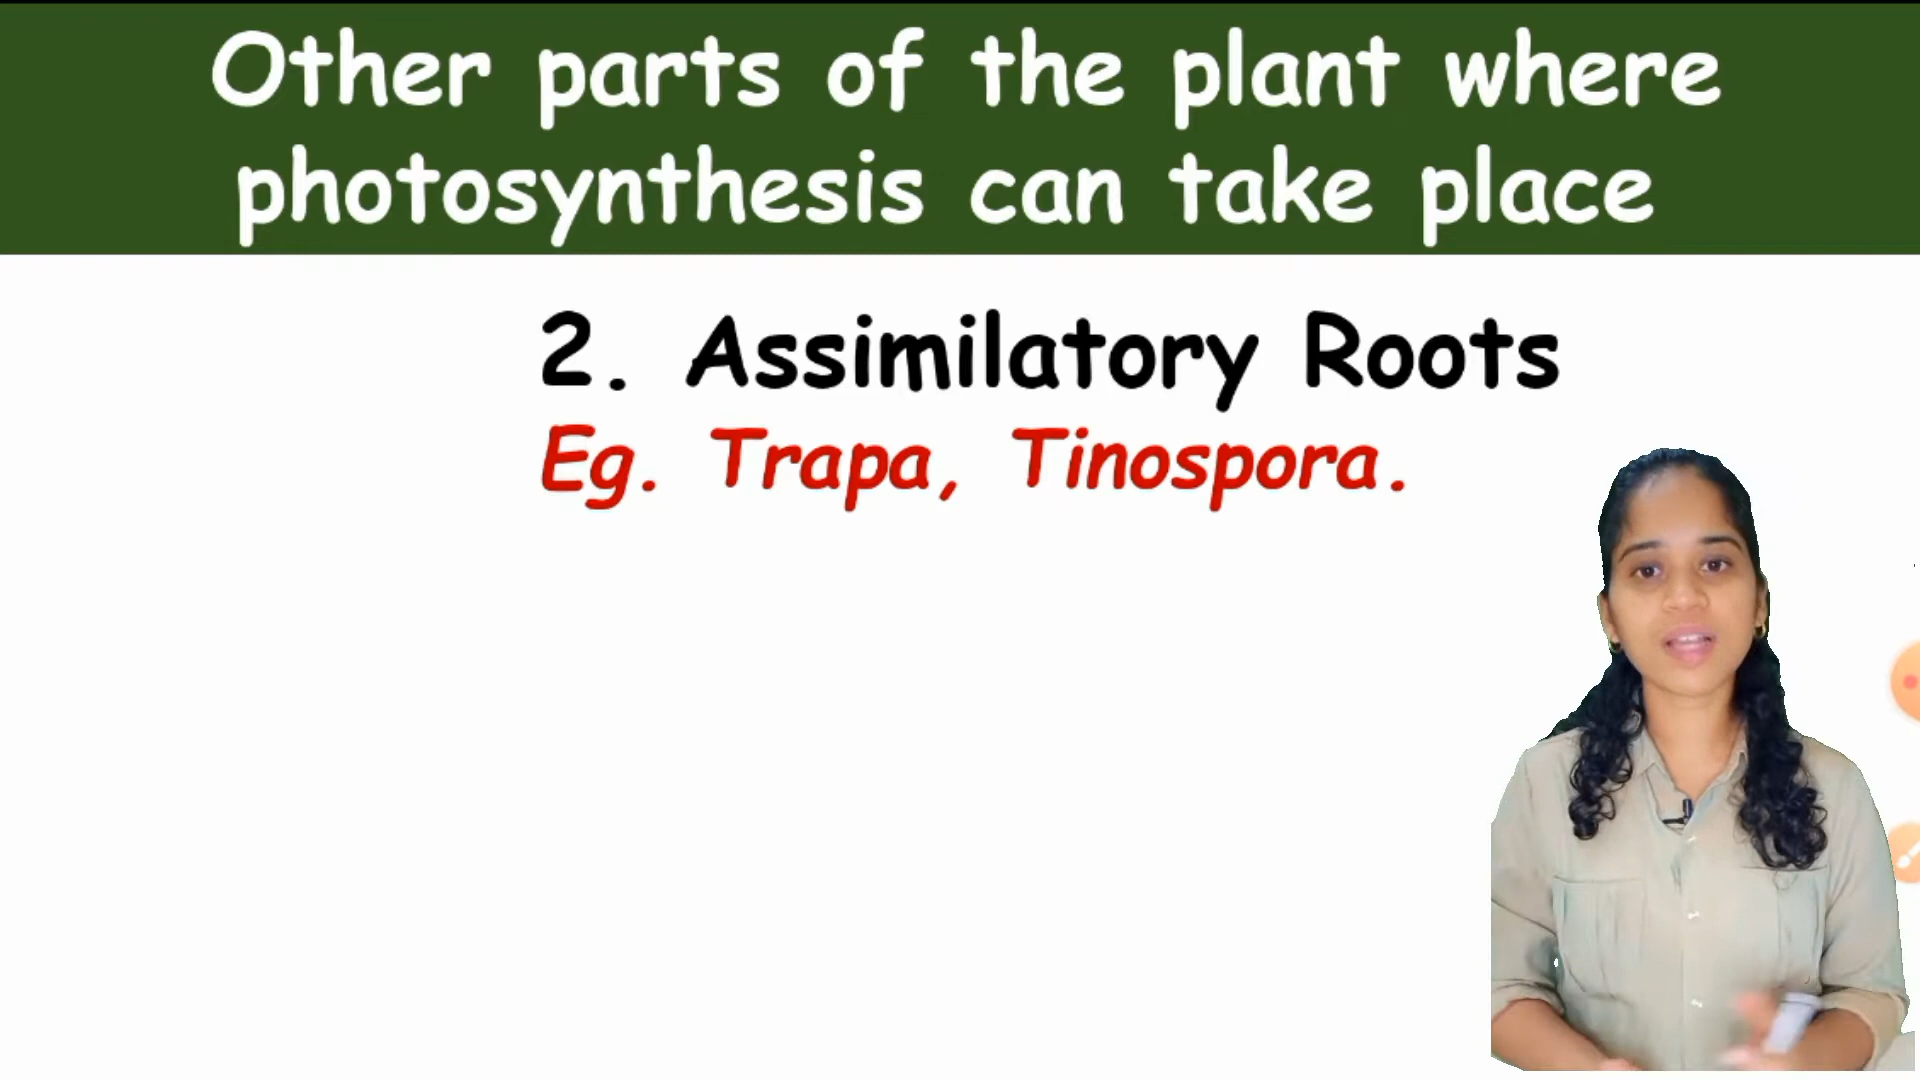 Other parts of the plant where
photosynthesis can take place
2. Assimilatory Roots
Eg. Trapa, Tinospora.